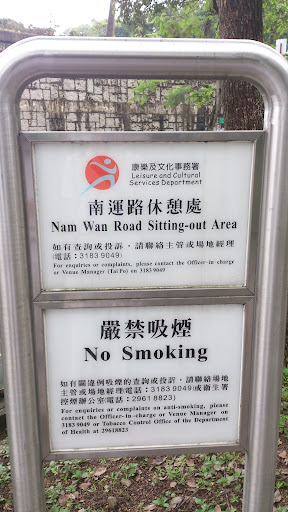 康樂及文化事務署
Leisure and Cultural
Services Department
南運路休憩處
Nam Wan Road Sitting-out Area
如有查詢或投訴，請聯絡主管或場地經理
(電話：3183 9049)
For enquiries or complaints, please contact the Officer-in-charge
or Venue Manager (Tai Po) on 3183 9049
嚴禁吸煙
No Smoking
如有關違例吸煙的查詢或投訴，請聯絡場地
主管或場地經理(電話：3183 9049)或衞生署
控煙辦公室(電話：2961 8823)
For enquiries or complaints on anti-smoking, please
contact the Officer-in-charge or Venue Manager on
3183 9049 or Tobacco Control Office of the Department
of Health at 29618823